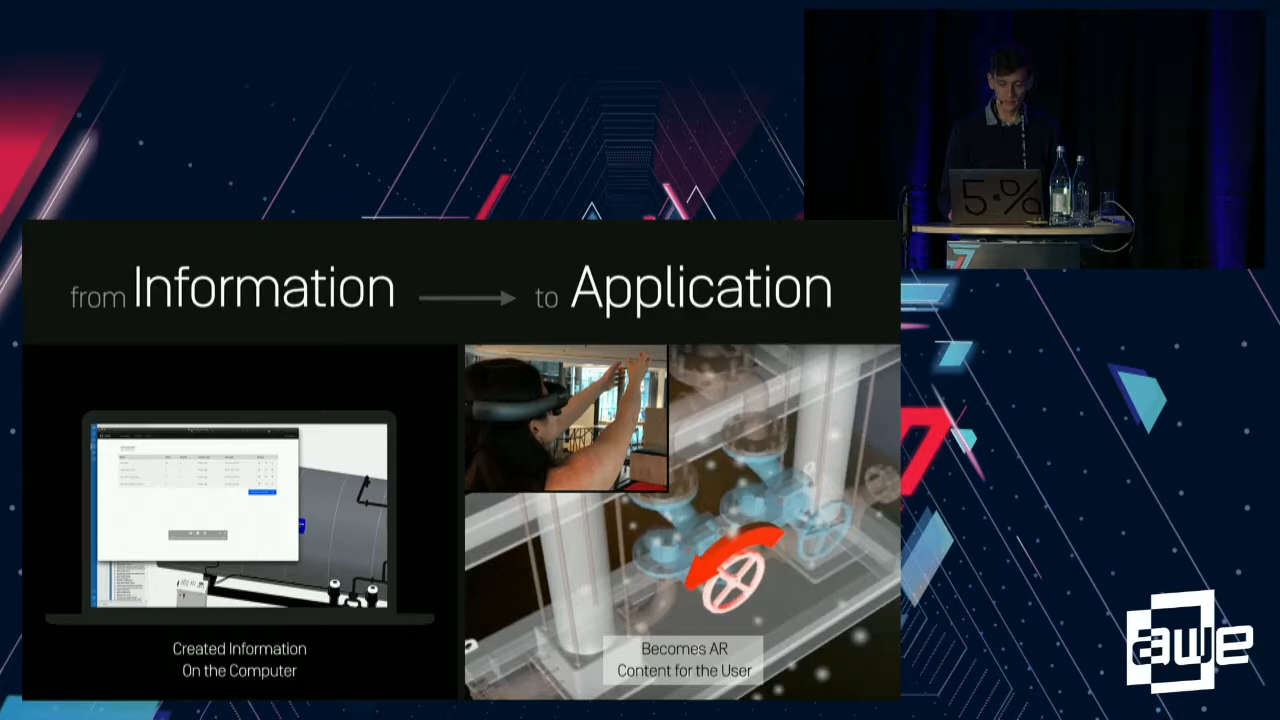 5.%
from Information to Application
Created Information
On the Computer
Becomes AR
Content for the User
awe